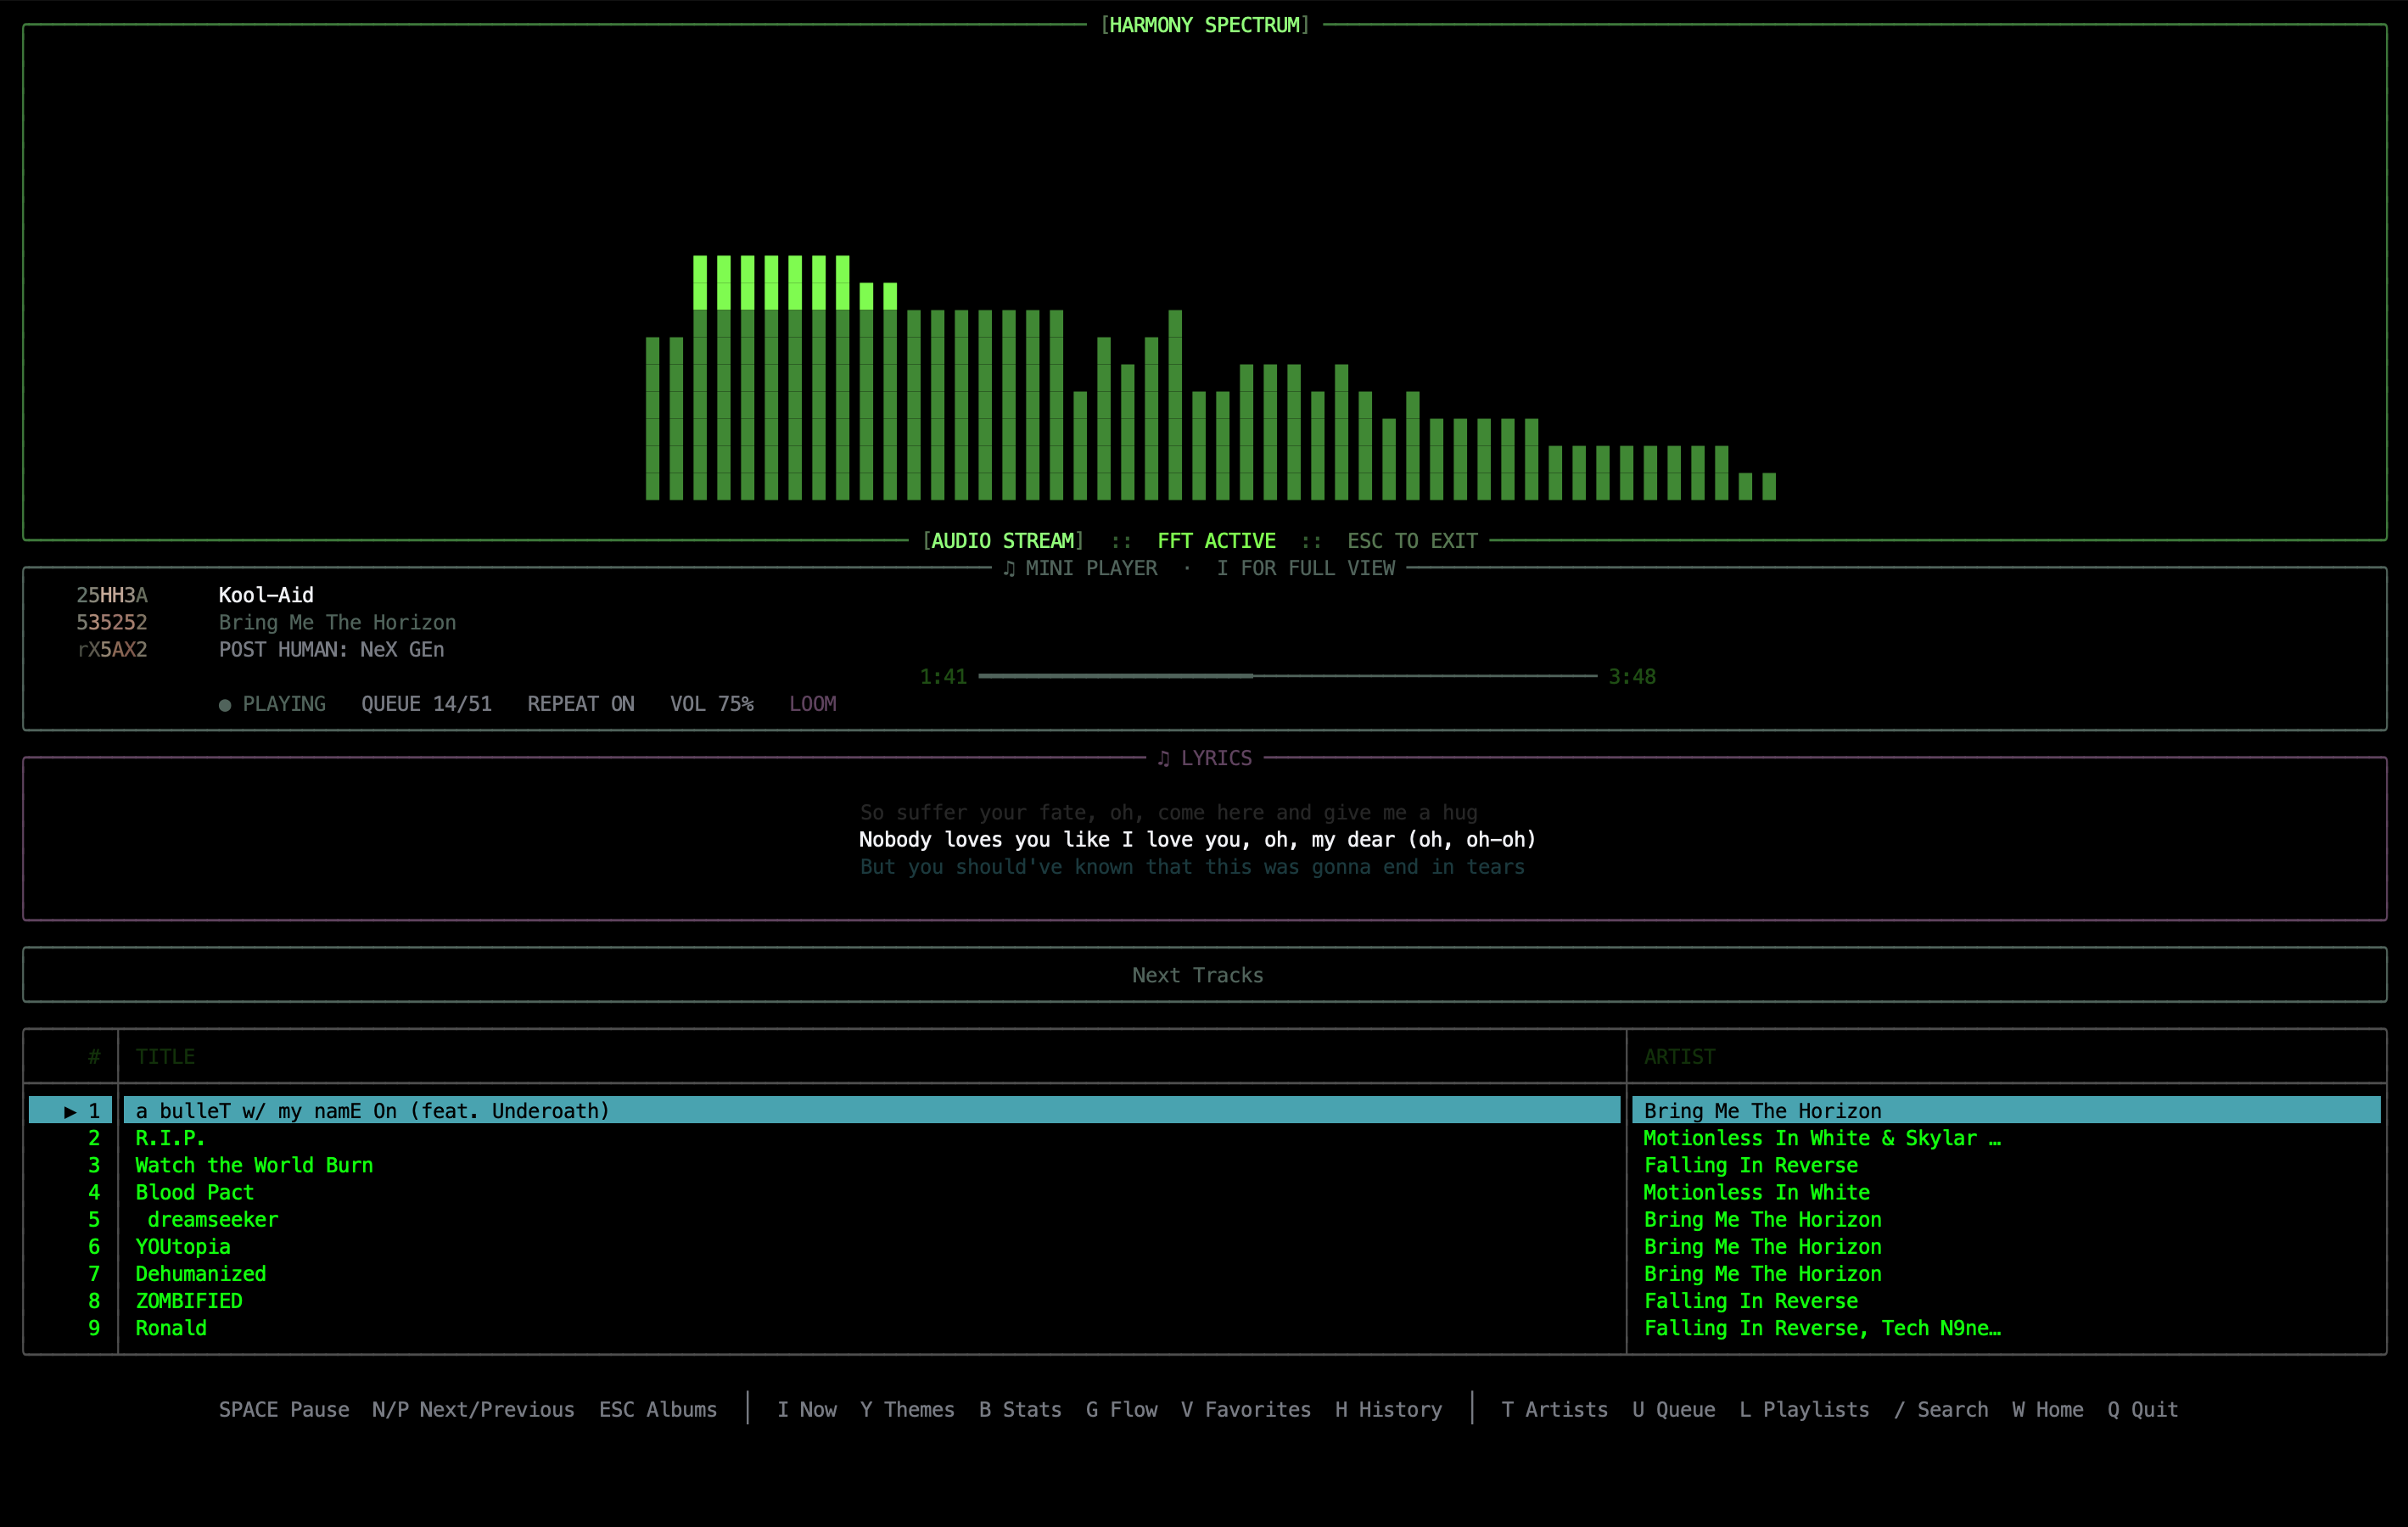 [HARMONY SPECTRUM]
[AUDIO STREAM] :: FFT ACTIVE :: ESC TO EXIT
♫ MINI PLAYER · I FOR FULL VIEW
25HH3A Kool-Aid
535252 Bring Me The Horizon
rX5AX2 POST HUMAN: NeX GEn
1:41 3:48
● PLAYING QUEUE 14/51 REPEAT ON VOL 75% LOOM
♫ LYRICS
So suffer your fate, oh, come here and give me a hug
Nobody loves you like I love you, oh, my dear (oh, oh-oh)
But you should've known that this was gonna end in tears
Next Tracks
# TITLE ARTIST
▶ 1 a bulleT w/ my namE On (feat. Underoath) Bring Me The Horizon
2 R.I.P. Motionless In White & Skylar …
3 Watch the World Burn Falling In Reverse
4 Blood Pact Motionless In White
5 dreamseeker Bring Me The Horizon
6 YOUtopia Bring Me The Horizon
7 Dehumanized Bring Me The Horizon
8 ZOMBIFIED Falling In Reverse
9 Ronald Falling In Reverse, Tech N9ne…
SPACE Pause N/P Next/Previous ESC Albums │ I Now Y Themes B Stats G Flow V Favorites H History │ T Artists U Queue L Playlists / Search W Home Q Quit